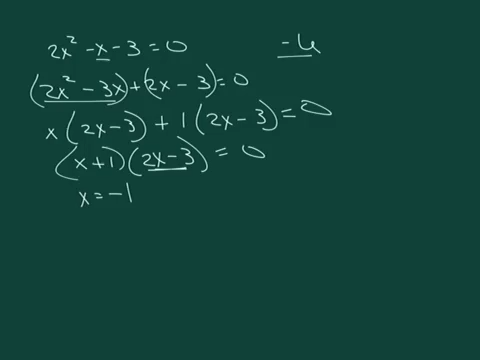 2x² - x - 3 = 0
-6
(2x² - 3x) + (2x - 3) = 0
x(2x - 3) + 1(2x - 3) = 0
(x + 1)(2x - 3) = 0
x = -1